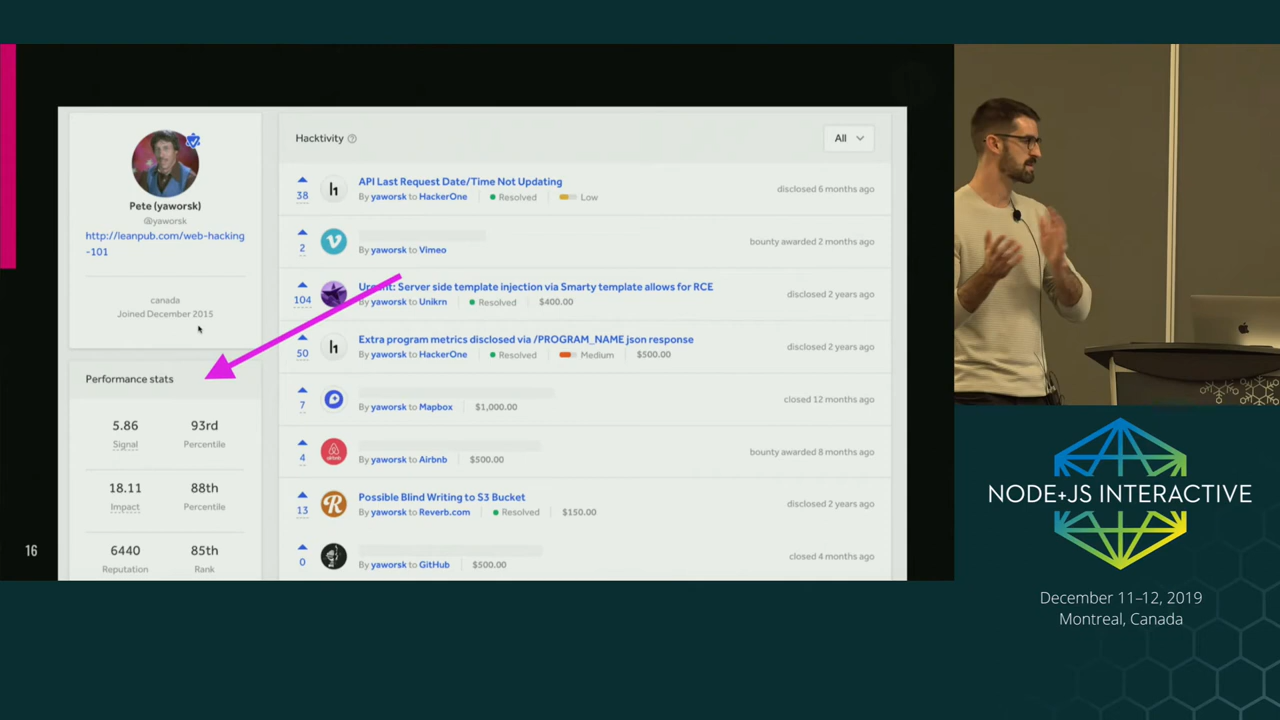 Pete (yaworsk)
@yaworsk
http://leanpub.com/web-hacking
-101
canada
Joined December 2015
Performance stats
5.86 93rd
Signal Percentile
18.11 88th
Impact Percentile
6440 85th
Reputation Rank
16
Hacktivity All
38
API Last Request Date/Time Not Updating
By yaworsk to HackerOne Resolved Low
disclosed 6 months ago
2
By yaworsk to Vimeo
bounty awarded 2 months ago
104
Urgent: Server side template injection via Smarty template allows for RCE
By yaworsk to Unikrn Resolved $400.00
disclosed 2 years ago
50
Extra program metrics disclosed via /PROGRAM_NAME json response
By yaworsk to HackerOne Resolved Medium $500.00
disclosed 2 years ago
7
By yaworsk to Mapbox $1,000.00
closed 12 months ago
4
By yaworsk to Airbnb $500.00
bounty awarded 8 months ago
13
Possible Blind Writing to S3 Bucket
By yaworsk to Reverb.com Resolved $150.00
disclosed 2 years ago
0
By yaworsk to GitHub $500.00
closed 4 months ago
NODE+JS INTERACTIVE
December 11–12, 2019
Montreal, Canada